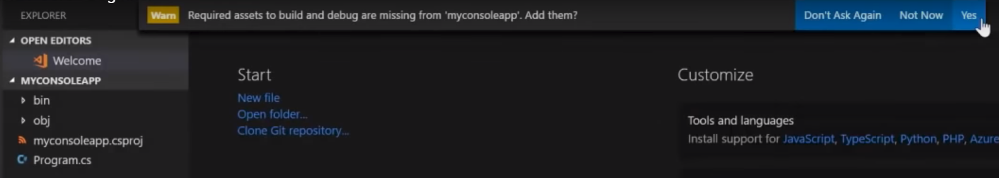 EXPLORER
Warn Required assets to build and debug are missing from 'myconsoleapp'. Add them?
Don't Ask Again Not Now Yes
OPEN EDITORS
Welcome
MYCONSOLEAPP
bin
obj
myconsoleapp.csproj
Program.cs
Start
New file
Open folder...
Clone Git repository...
Customize
Tools and languages
Install support for JavaScript, TypeScript, Python, PHP, Azure